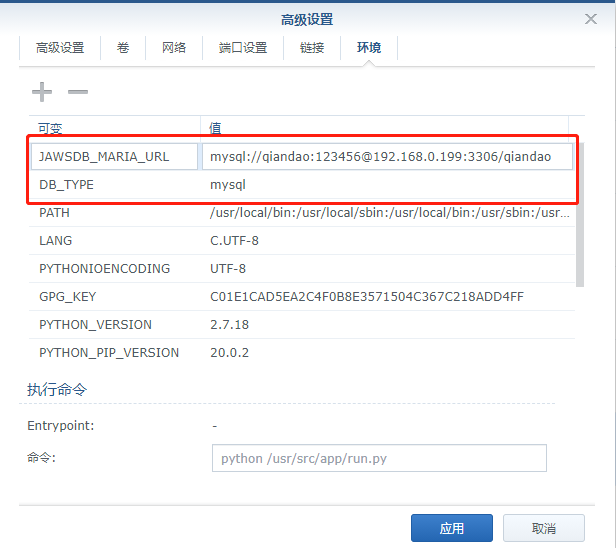 高级设置
高级设置 卷 网络 端口设置 链接 环境
可变 值
JAWSDB_MARIA_URL mysql://qiandao:123456@192.168.0.199:3306/qiandao
DB_TYPE mysql
PATH /usr/local/bin:/usr/local/sbin:/usr/local/bin:/usr/sbin:/usr...
LANG C.UTF-8
PYTHONIOENCODING UTF-8
GPG_KEY C01E1CAD5EA2C4F0B8E3571504C367C218ADD4FF
PYTHON_VERSION 2.7.18
PYTHON_PIP_VERSION 20.0.2
执行命令
Entrypoint: -
命令: python /usr/src/app/run.py
应用 取消